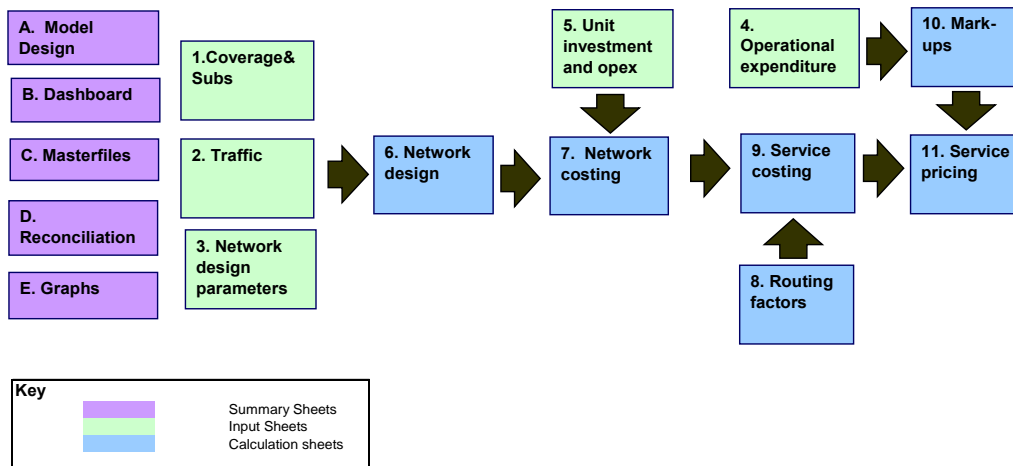 A. Model
Design
B. Dashboard
C. Masterfiles
D.
Reconciliation
E. Graphs
1.Coverage&
Subs
2. Traffic
3. Network
design
parameters
6. Network
design
5. Unit
investment
and opex
7. Network
costing
4.
Operational
expenditure
9. Service
costing
8. Routing
factors
10. Mark-
ups
11. Service
pricing
Key
Summary Sheets
Input Sheets
Calculation sheets